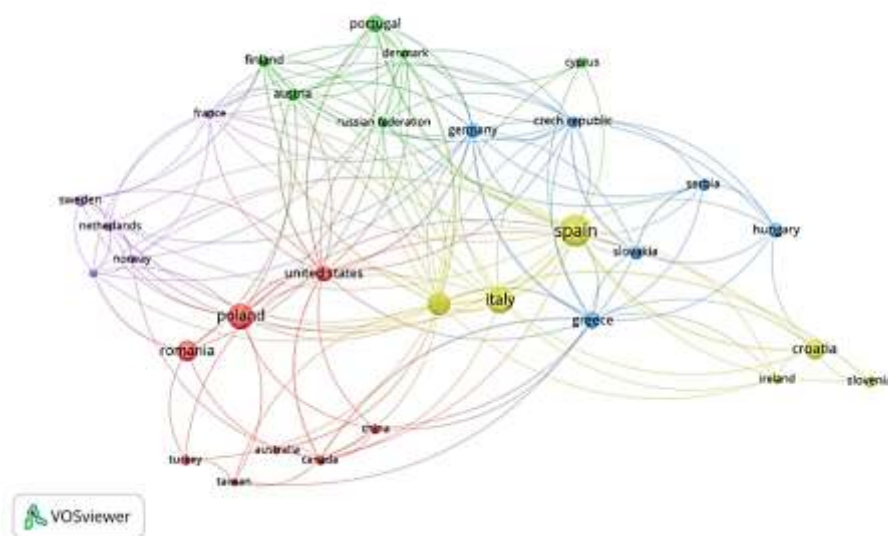 portugal
denmark
finland
cyprus
austria
france
russian federation
germany
czech republic
serbia
sweden
netherlands
spain
hungary
slovakia
norway
united states
italy
poland
greece
romania
croatia
ireland
slovenia
china
australia
turkey
canada
taiwan
VOSviewer